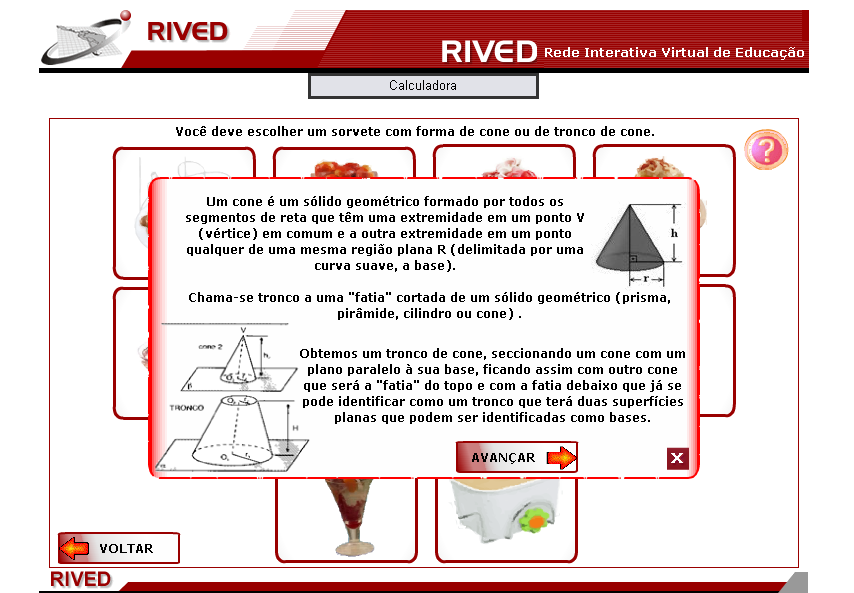 RIVED
RIVED Rede Interativa Virtual de Educação
Calculadora
Você deve escolher um sorvete com forma de cone ou de tronco de cone.
?
Um cone é um sólido geométrico formado por todos os
segmentos de reta que têm uma extremidade em um ponto V
(vértice) em comum e a outra extremidade em um ponto
qualquer de uma mesma região plana R (delimitada por uma
curva suave, a base).
h
r
Chama-se tronco a uma "fatia" cortada de um sólido geométrico (prisma,
pirâmide, cilindro ou cone) .
V
cone 2
h,
β
TRONCO
H
α
Obtemos um tronco de cone, seccionando um cone com um
plano paralelo à sua base, ficando assim com outro cone
que será a "fatia" do topo e com a fatia debaixo que já se
pode identificar como um tronco que terá duas superfícies
planas que podem ser identificadas como bases.
AVANÇAR
X
VOLTAR
RIVED